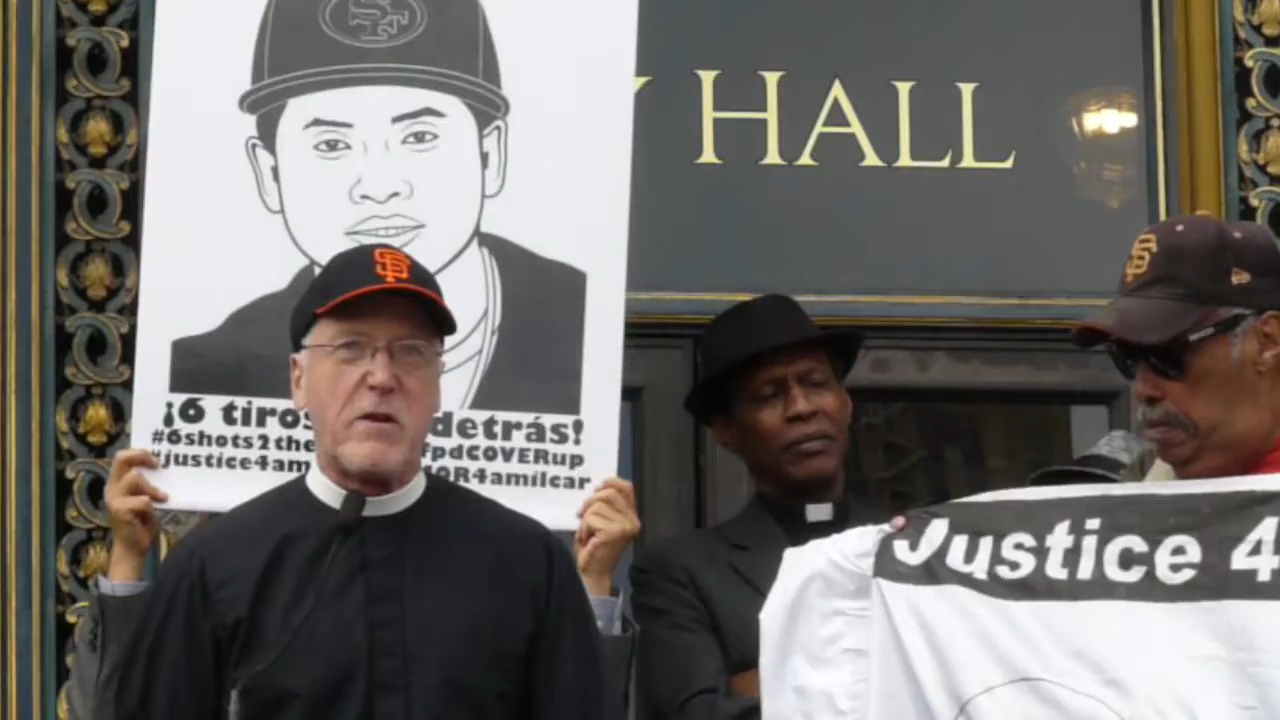 HALL
SF
SF
SF
¡6 tiros detrás!
#6shots2the fpdCOVERup
#justice4am OR4amilcar
Justice 4